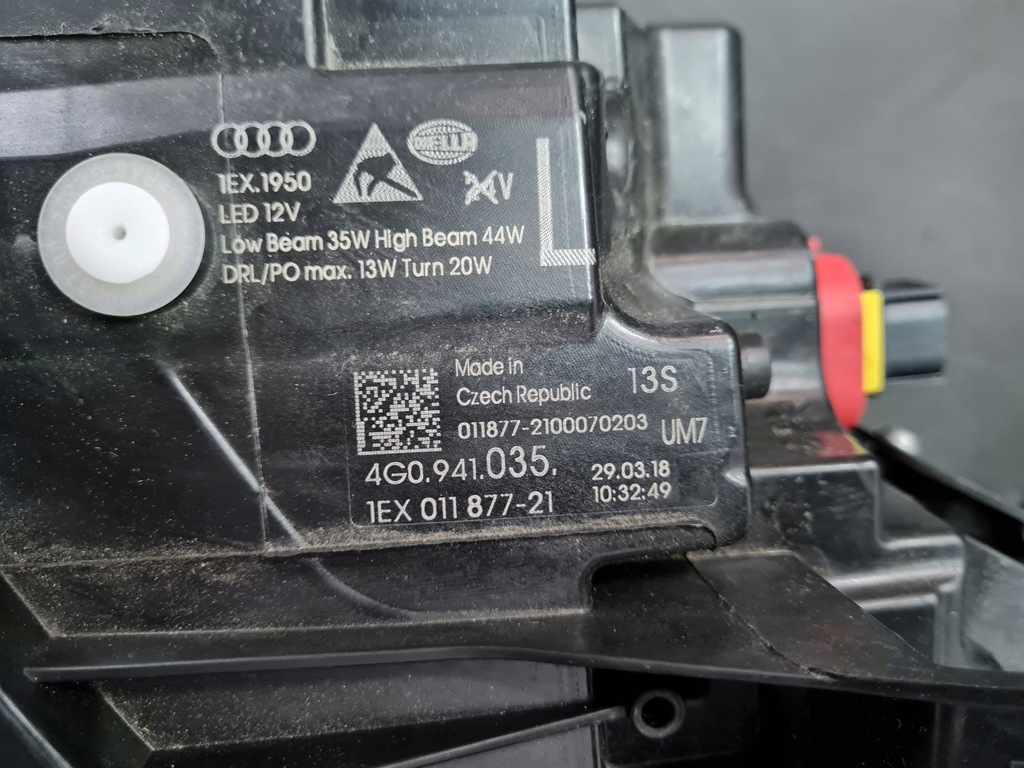 HELLA
1EX.1950
LED 12V
Low Beam 35W High Beam 44W
DRL/PO max. 13W Turn 20W
L
Made in
Czech Republic
13S
011877-2100070203
UM7
4G0.941.035.
29.03.18
1EX 011 877-21
10:32:49